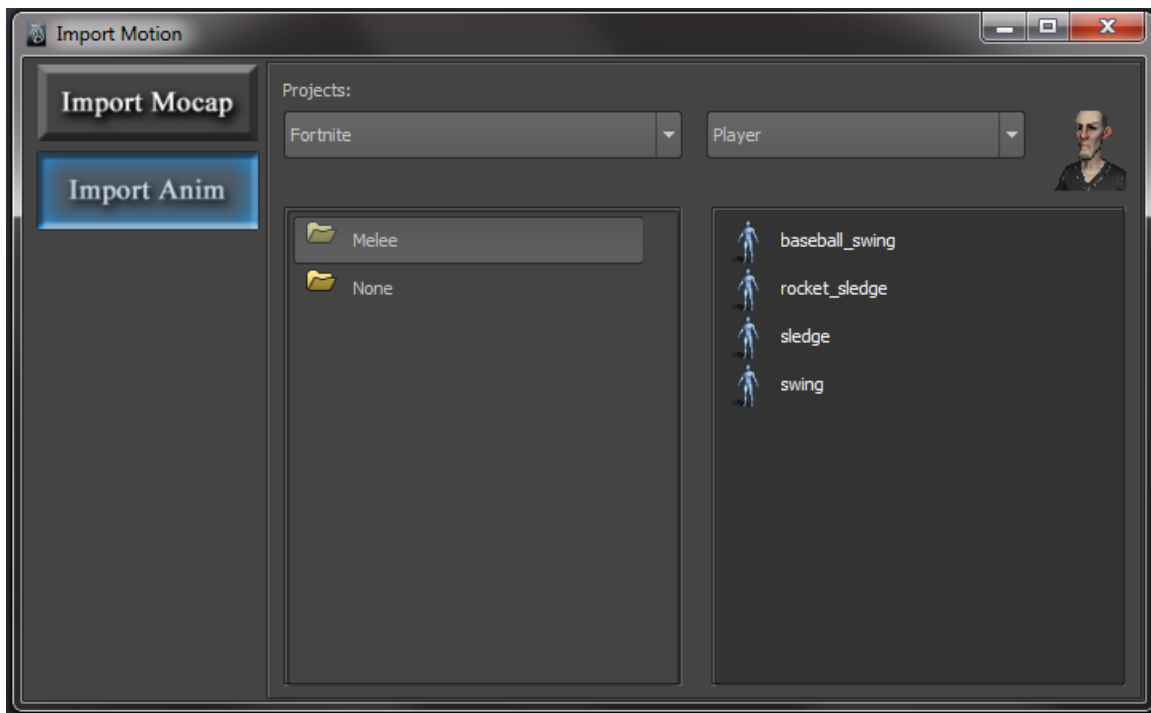 Import Motion
Import Mocap
Import Anim
Projects:
Fortnite
Player
Melee
None
baseball_swing
rocket_sledge
sledge
swing